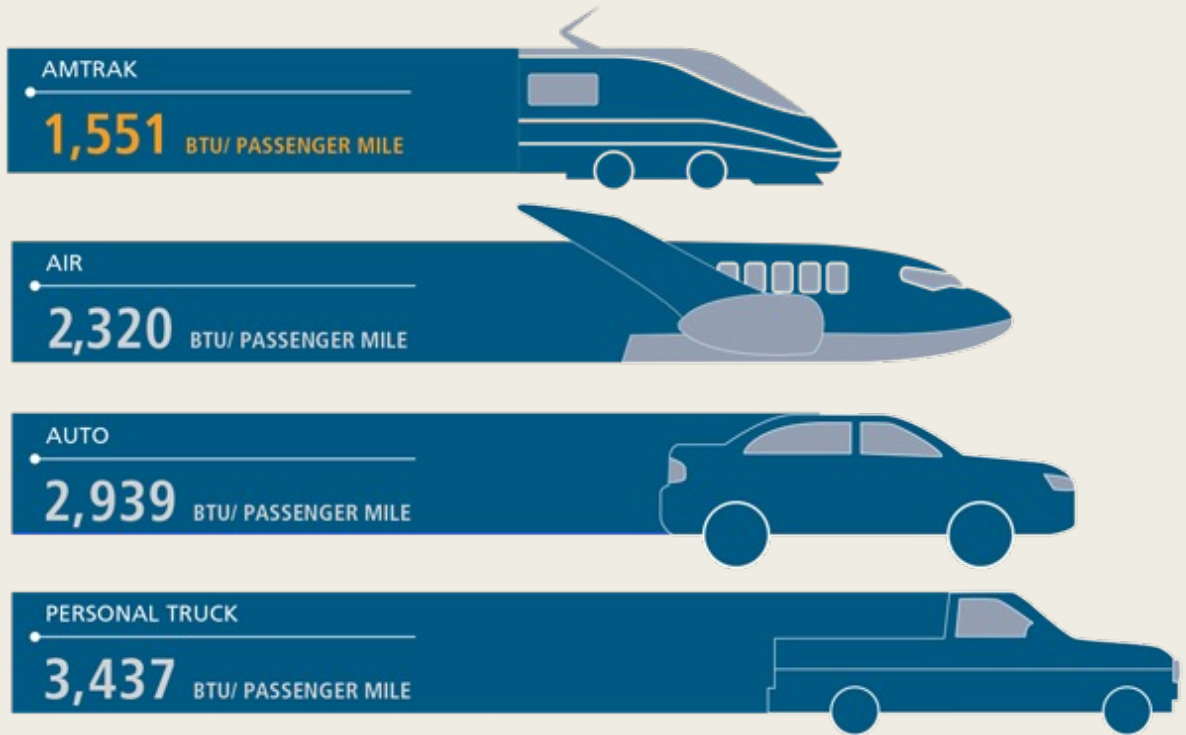 AMTRAK
1,551 BTU/ PASSENGER MILE
AIR
2,320 BTU/ PASSENGER MILE
AUTO
2,939 BTU/ PASSENGER MILE
PERSONAL TRUCK
3,437 BTU/ PASSENGER MILE